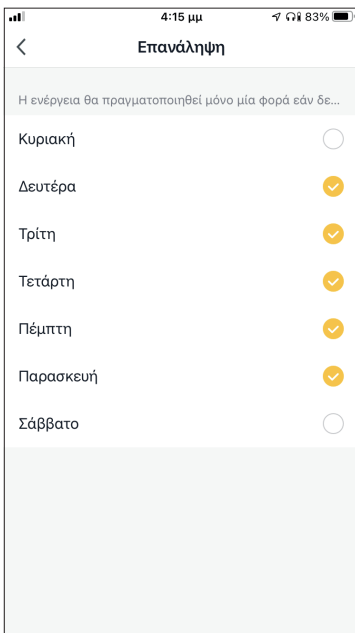 4:15 μμ
83%
Επανάληψη
Η ενέργεια θα πραγματοποιηθεί μόνο μία φορά εάν δε...
Κυριακή
Δευτέρα
Τρίτη
Τετάρτη
Πέμπτη
Παρασκευή
Σάββατο